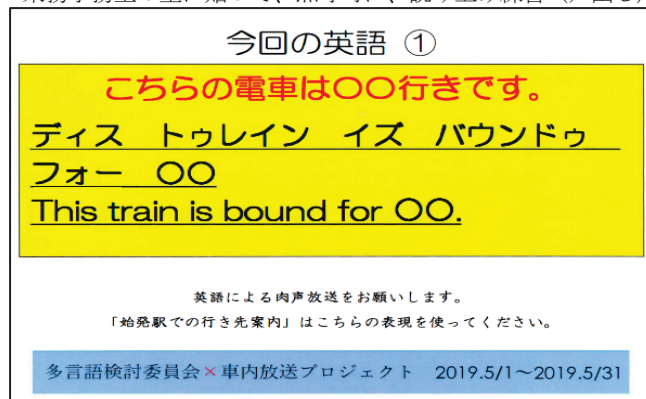 今回の英語 ①
こちらの電車は〇〇行きです。
ディス　トゥレイン　イズ　バウンドゥ
フォー　〇〇
This train is bound for 〇〇.
英語による肉声放送をお願いします。
「始発駅での行き先案内」はこちらの表現を使ってください。
多言語検討委員会×車内放送プロジェクト　2019.5/1～2019.5/31